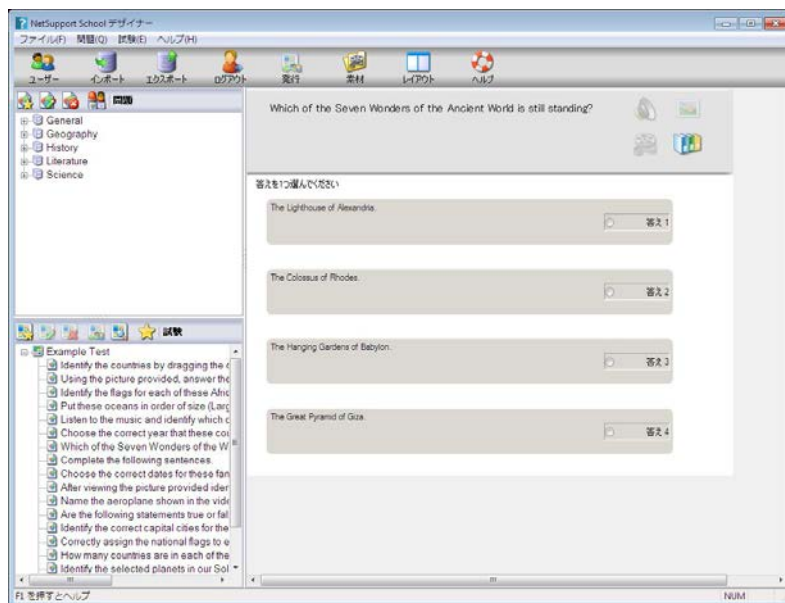 NetSupport School デザイナー
ファイル(F) 問題(Q) 試験(E) ヘルプ(H)
ユーザー インポート エクスポート ログアウト 発行 素材 レイアウト ヘルプ
問題
General
Geography
History
Literature
Science
Which of the Seven Wonders of the Ancient World is still standing?
答えを1つ選んでください
The Lighthouse of Alexandria.
答え 1
The Colossus of Rhodes.
答え 2
The Hanging Gardens of Babylon.
答え 3
The Great Pyramid of Giza.
答え 4
試験
Example Test
Identify the countries by dragging the c
Using the picture provided, answer the
Identify the flags for each of these Afric
Put these oceans in order of size (Larg
Listen to the music and identify which c
Choose the correct year that these cou
Which of the Seven Wonders of the W
Complete the following sentences.
Choose the correct dates for these fan
After viewing the picture provided iden
Name the aeroplane shown in the vide
Are the following statements true or fal
Identify the correct capital cities for the
Correctly assign the national flags to e
How many countries are in each of the
Identify the selected planets in our Sol
F1 を押すとヘルプ
NUM